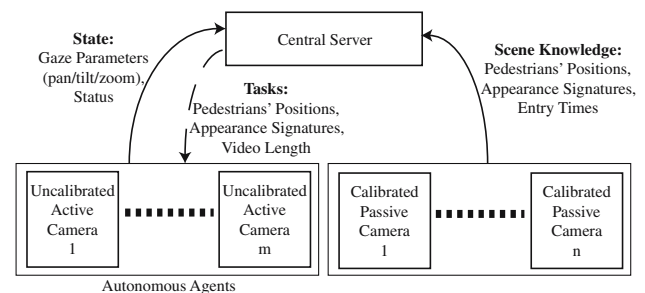 State:
Gaze Parameters
(pan/tilt/zoom),
Status
Central Server
Scene Knowledge:
Pedestrians' Positions,
Appearance Signatures,
Entry Times
Tasks:
Pedestrians' Positions,
Appearance Signatures,
Video Length
Uncalibrated
Active
Camera
1
Uncalibrated
Active
Camera
m
Calibrated
Passive
Camera
1
Calibrated
Passive
Camera
n
Autonomous Agents